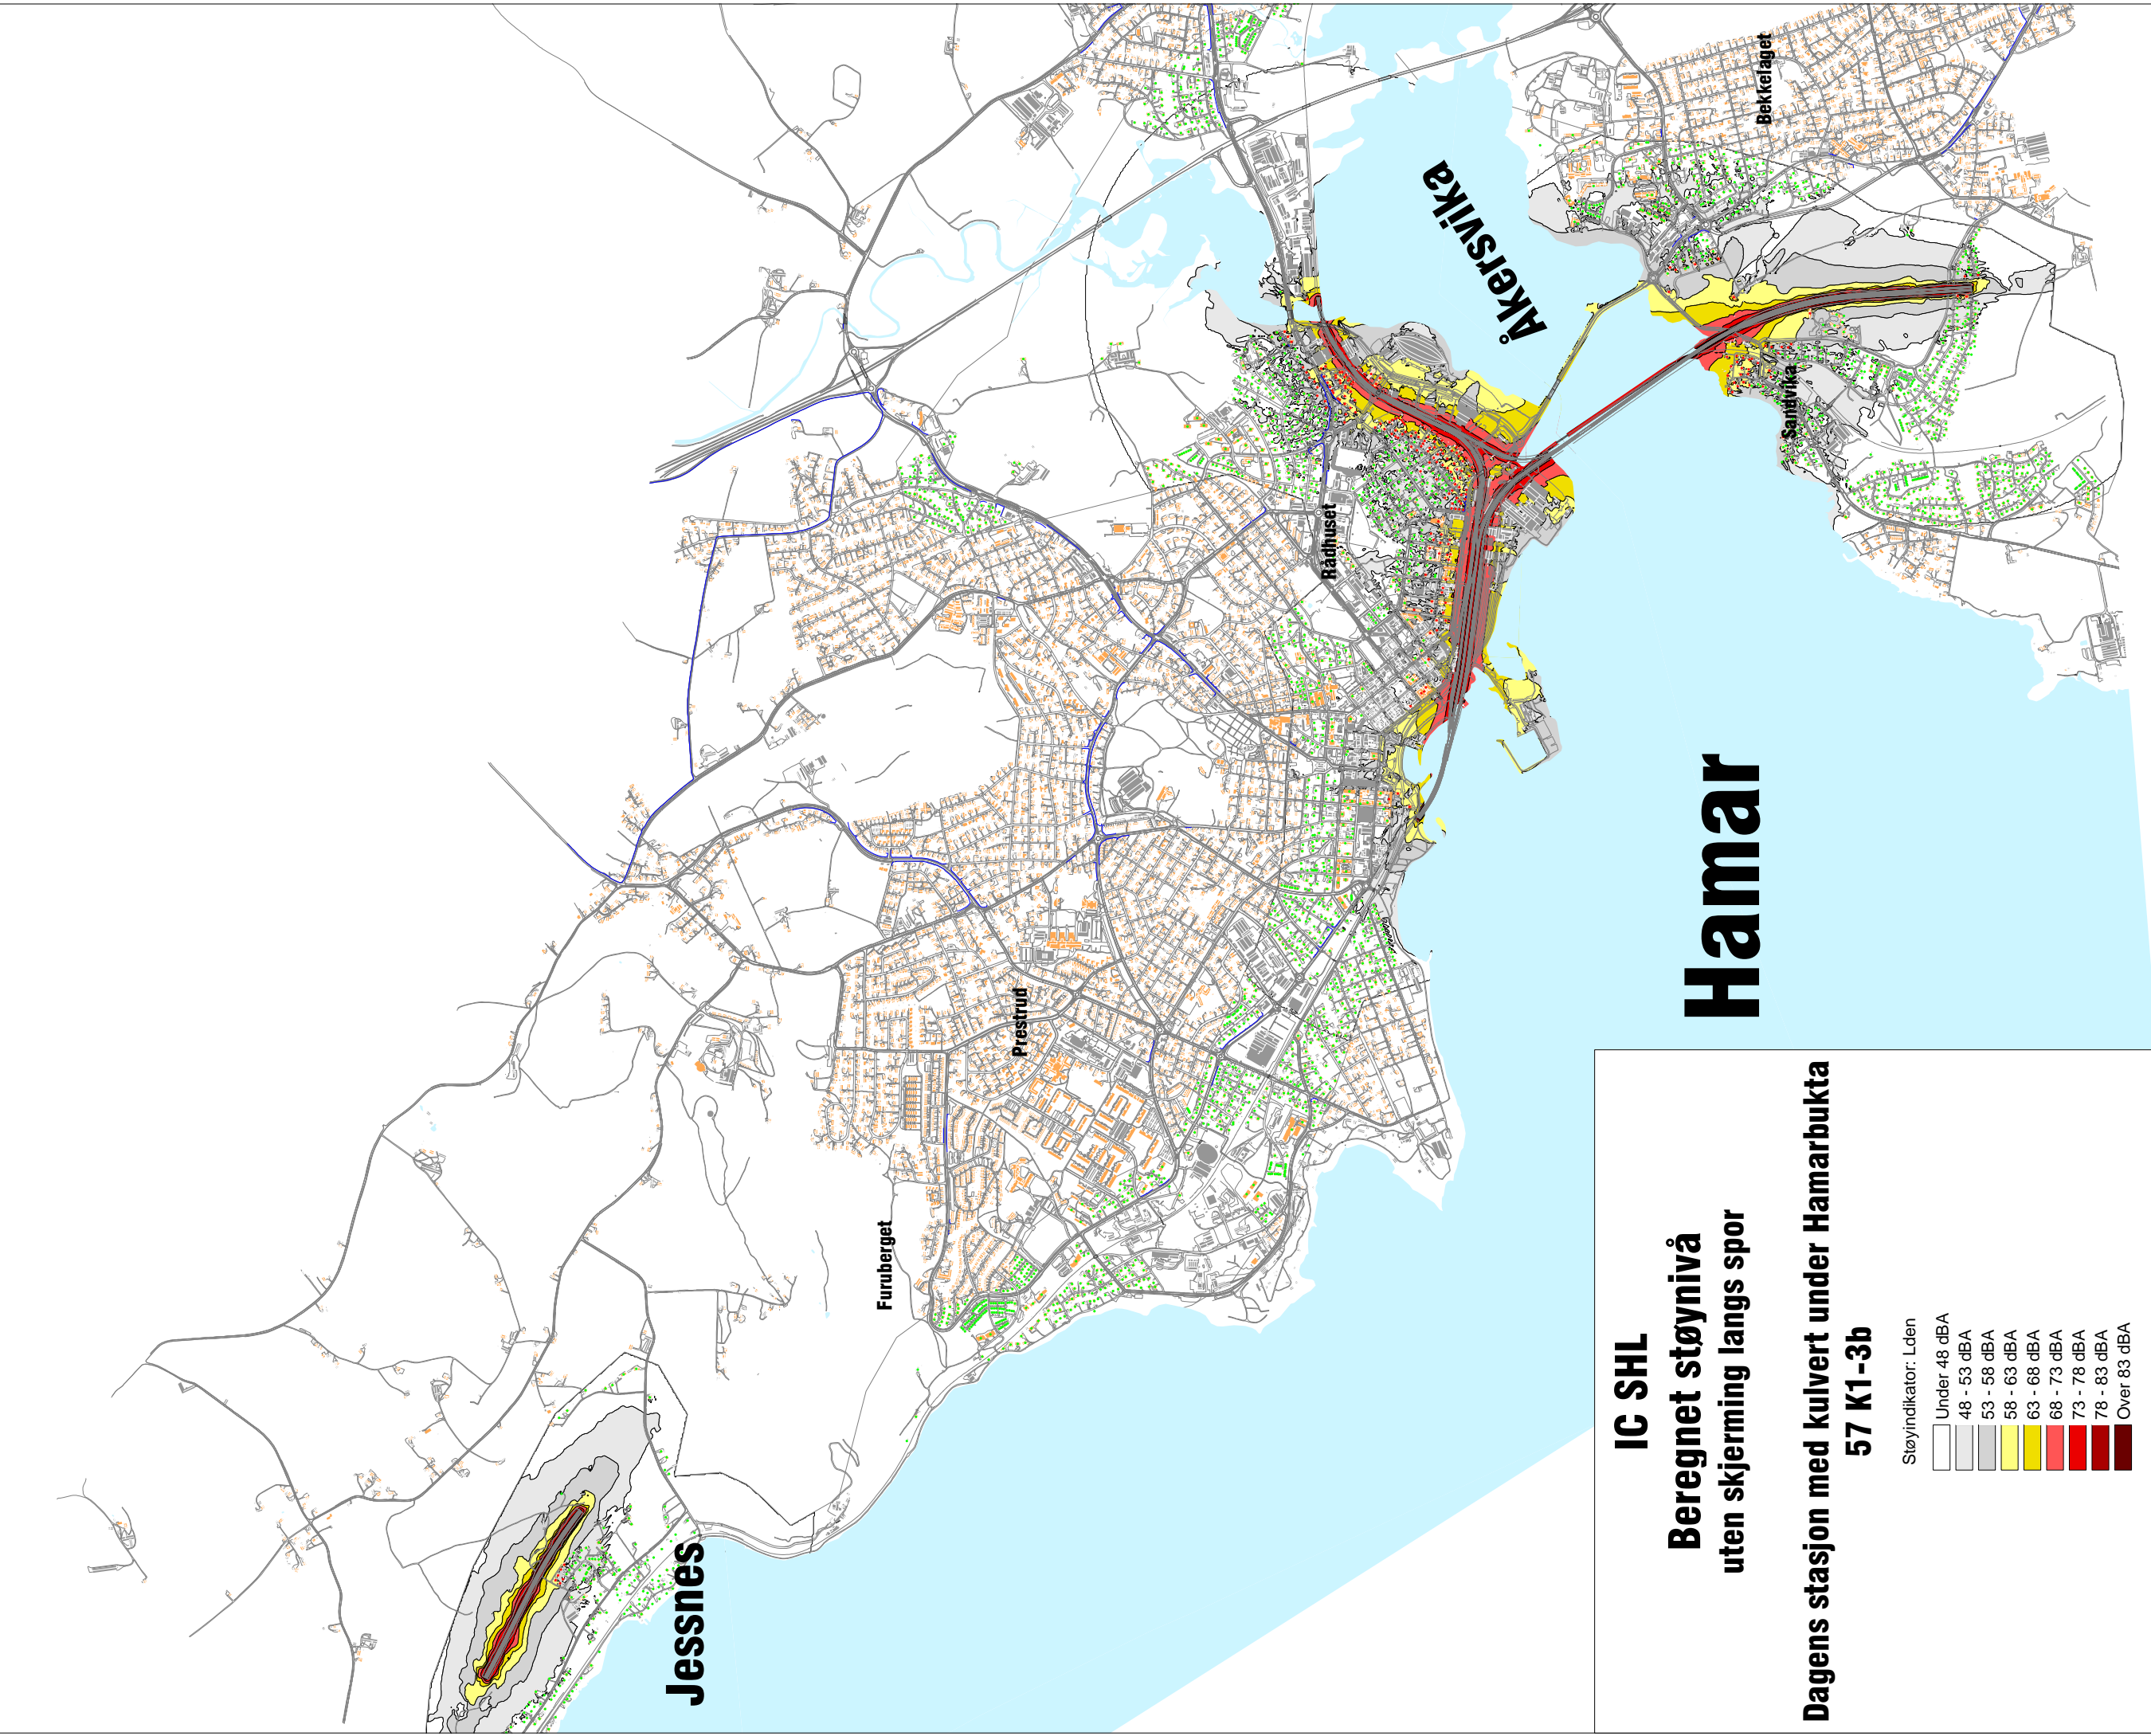 Bekkelaget
Åkersvika
Sandvika
Rådhuset
Hamar
Prestrud
Furuberget
Jessnes
IC SHL
Beregnet støynivå
uten skjerming langs spor
Dagens stasjon med kulvert under Hamarbukta
57 K1-3b
Støyindikator: Lden
Under 48 dBA
48 - 53 dBA
53 - 58 dBA
58 - 63 dBA
63 - 68 dBA
68 - 73 dBA
73 - 78 dBA
78 - 83 dBA
Over 83 dBA